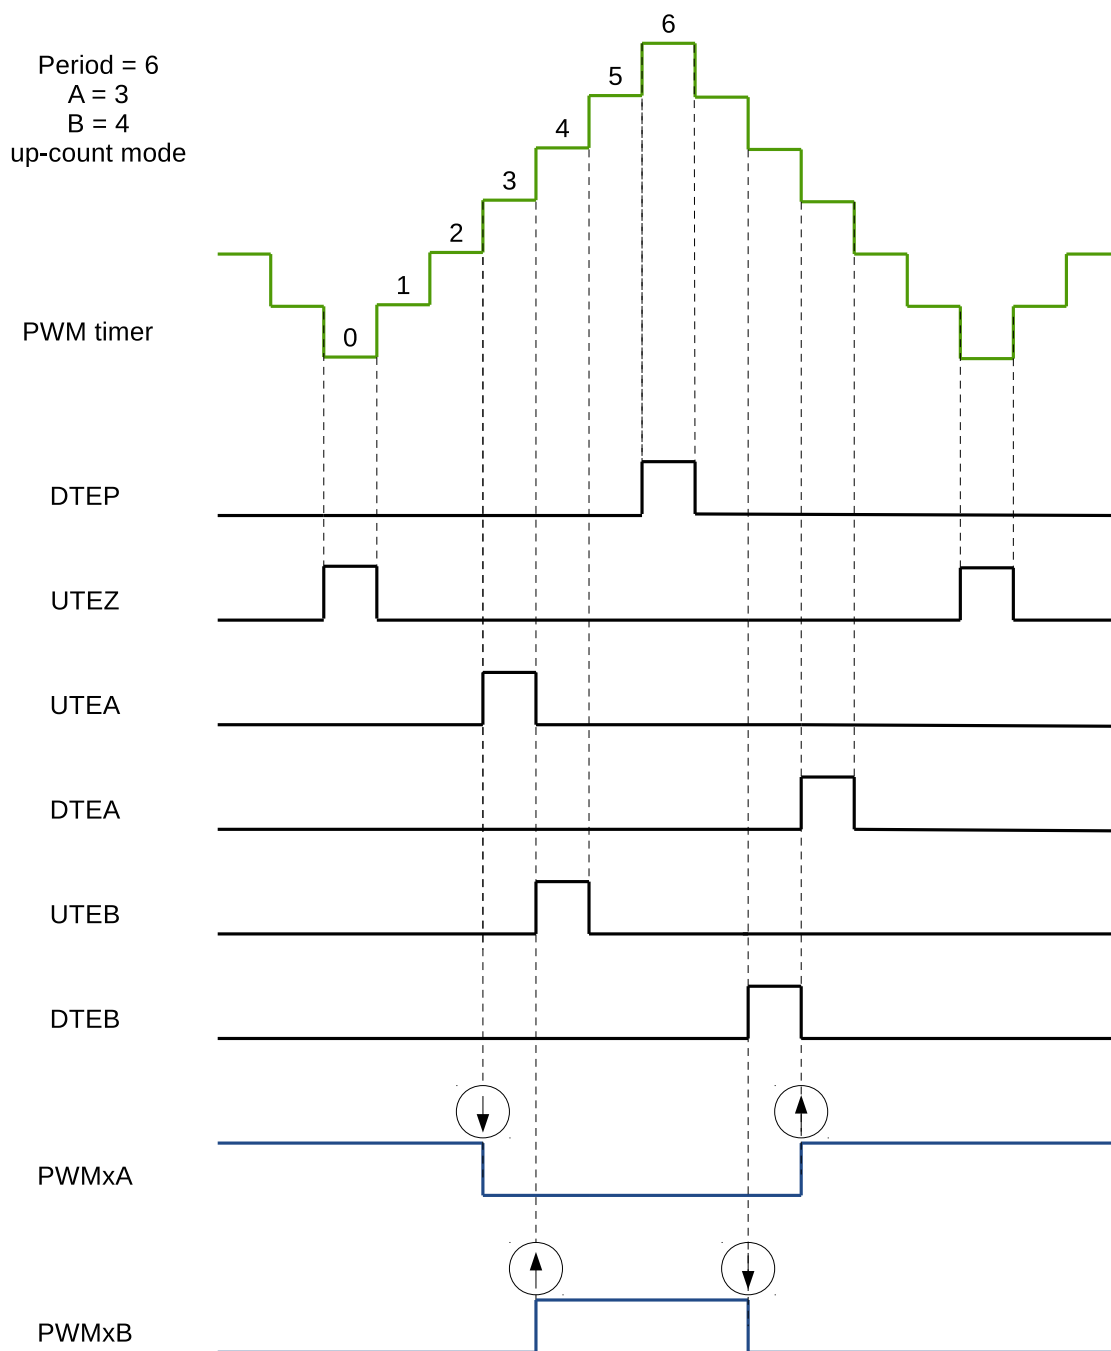 6
Period = 6
A = 3
B = 4
up-count mode
5
4
3
2
1
0
PWM timer
DTEP
UTEZ
UTEA
DTEA
UTEB
DTEB
PWMxA
PWMxB